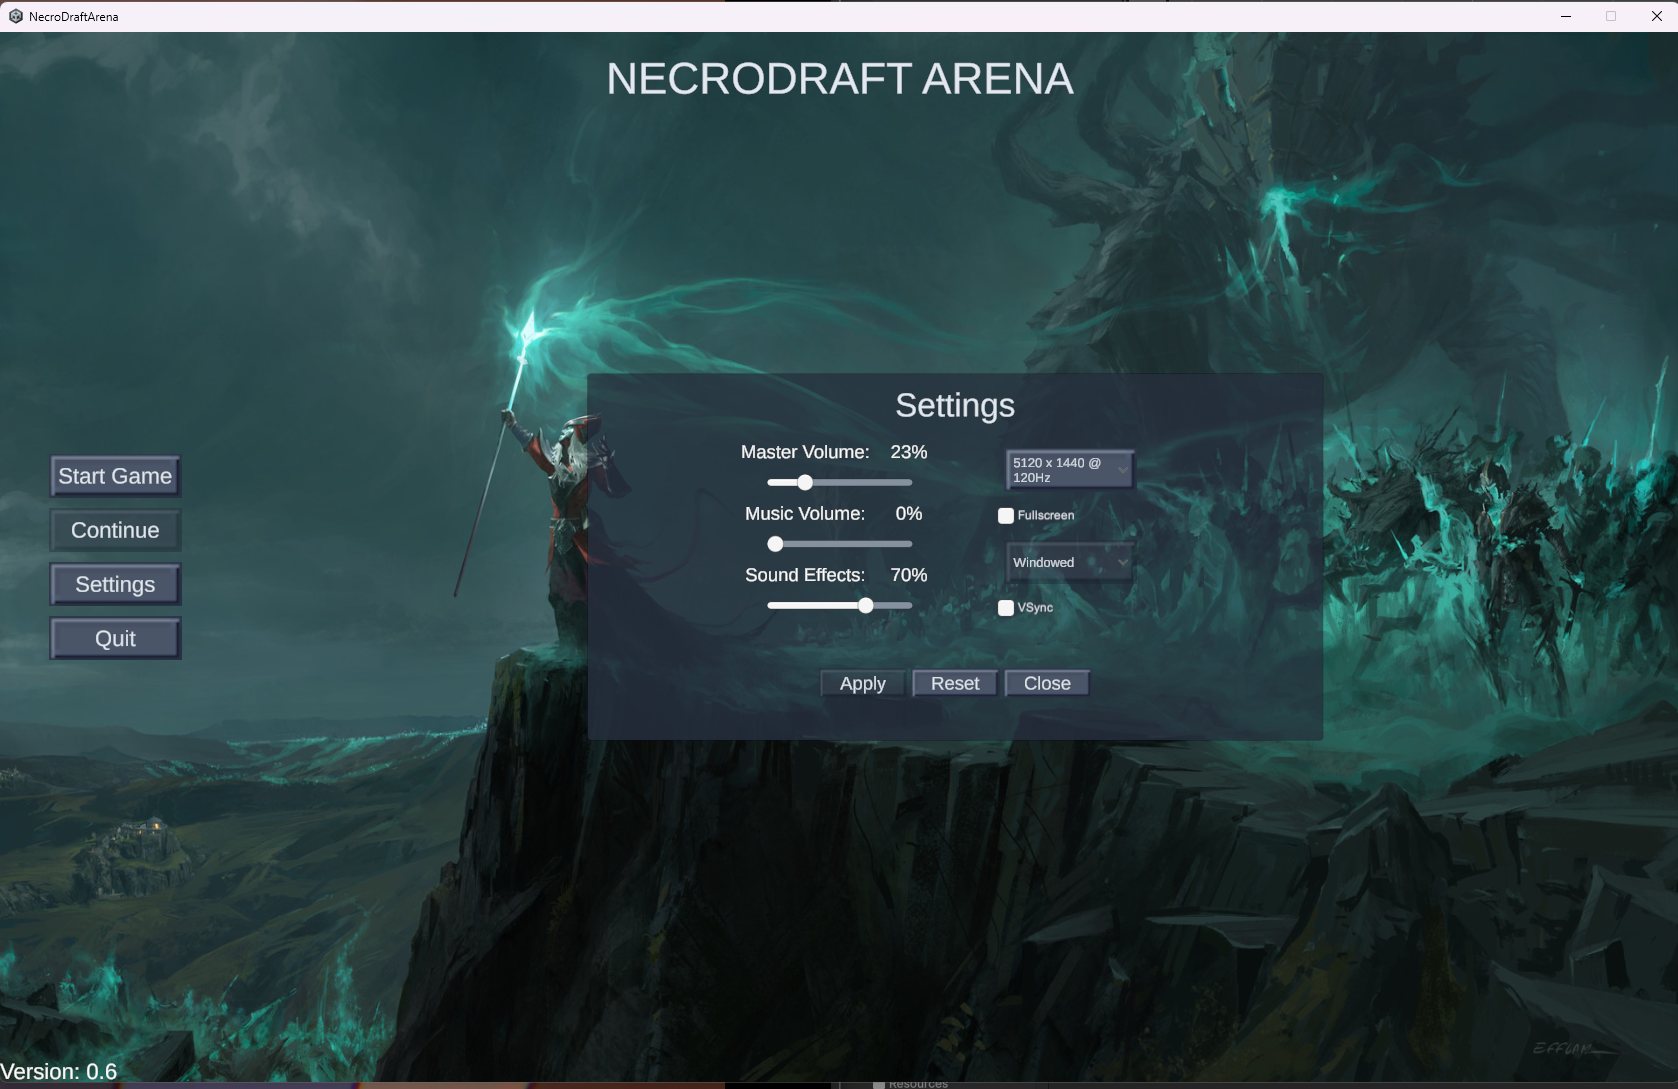 NecroDraftArena
NECRODRAFT ARENA
Start Game
Continue
Settings
Quit
Settings
Master Volume: 23%
Music Volume: 0%
Sound Effects: 70%
5120 x 1440 @
120Hz
Fullscreen
Windowed
VSync
Apply
Reset
Close
EFFLAM
Version: 0.6
Resources